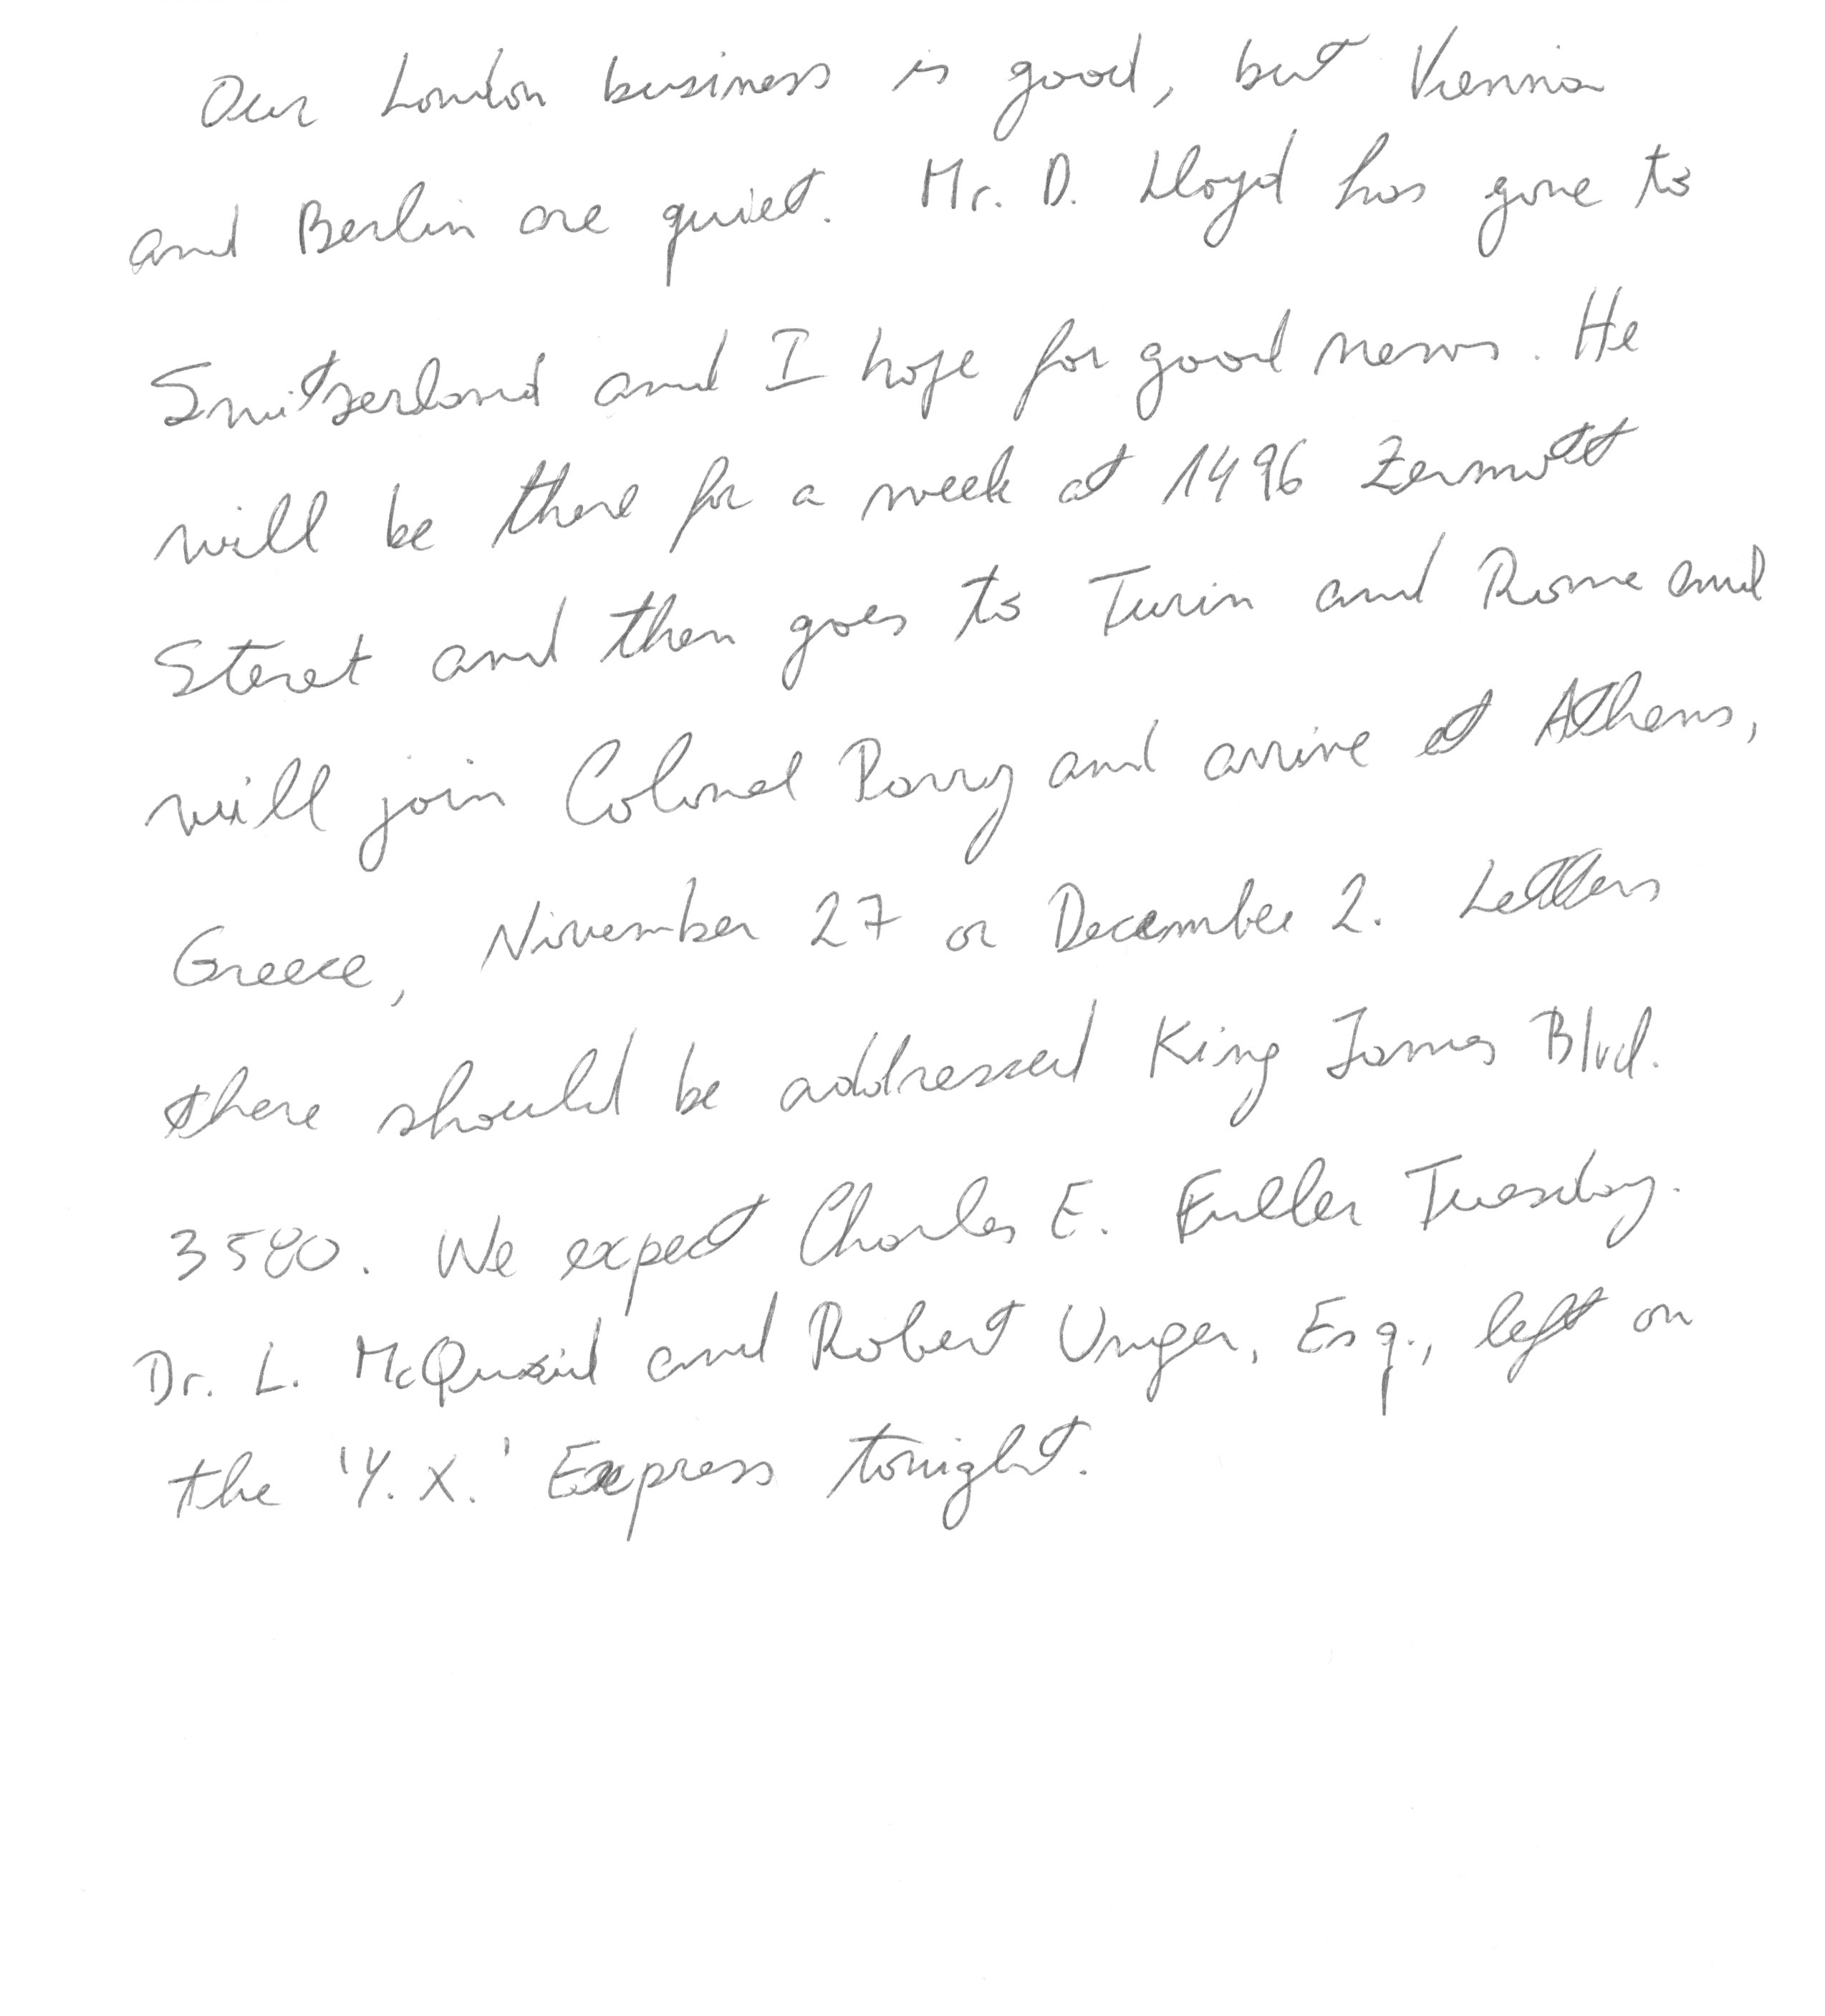 Our London business is good, but Vienna
and Berlin are quiet. Mr. D. Lloyd has gone to
Switzerland and I hope for good news. He
will be there for a week at 1496 Zermott
Steret and then goes to Turin and Rome and
will join Colonel Parry and arrive at Athens,
Greece, November 27 or December 2. Letters
there should be addressed King James Blvd.
3580. We expect Charles E. Fuller Tuesday.
Dr. L. McQuaid and Robert Unger, Esq., left on
the 'Y. X.' Express tonight.